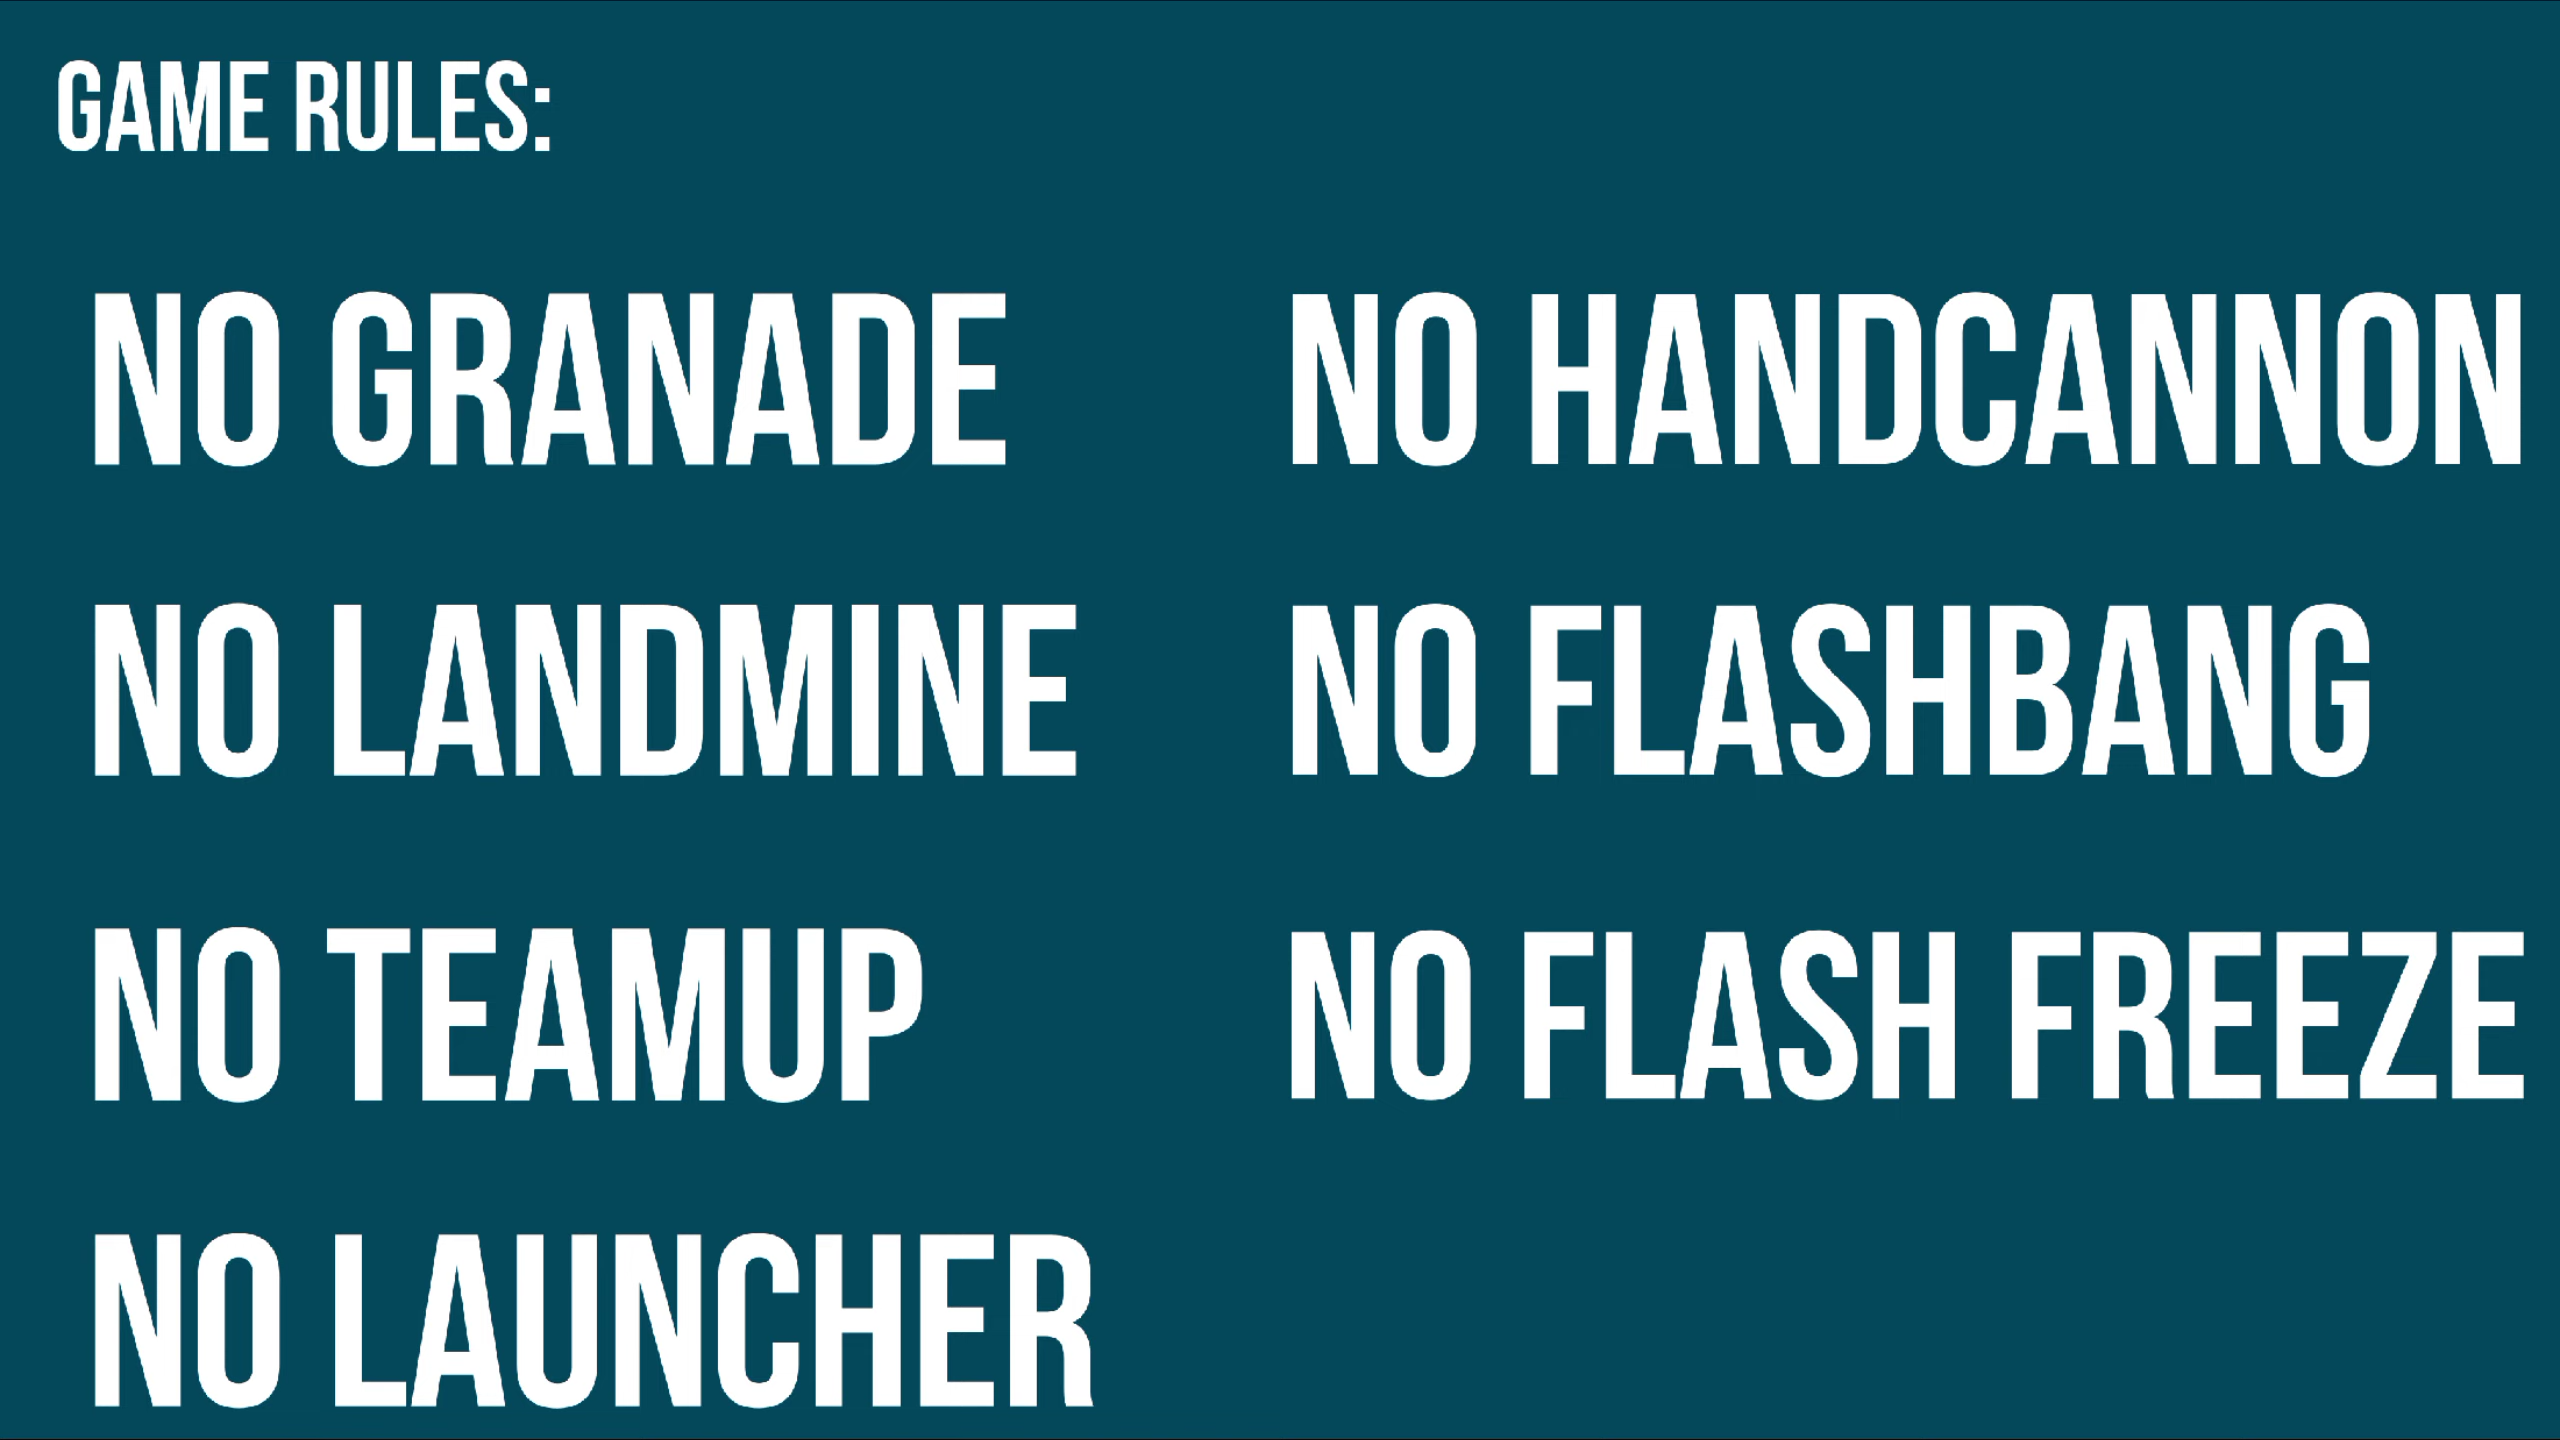 GAME RULES:
NO GRANADE
NO LANDMINE
NO TEAMUP
NO LAUNCHER
NO HANDCANNON
NO FLASHBANG
NO FLASH FREEZE